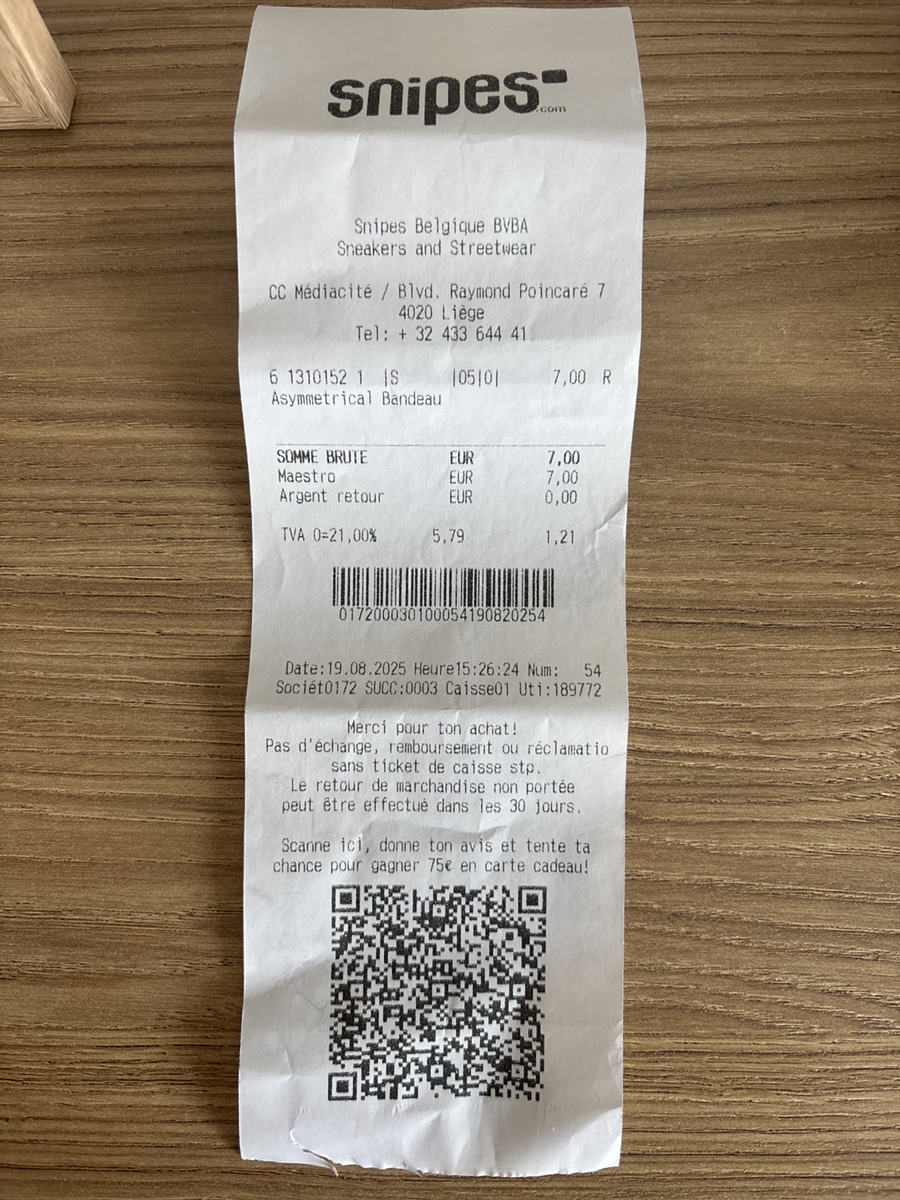 snipes
.com
Snipes Belgique BVBA
Sneakers and Streetwear
CC Médiacité / Blvd. Raymond Poincaré 7
4020 Liège
Tel: + 32 433 644 41
6 1310152 1 |S |05|0| 7,00 R
Asymmetrical Bandeau
SOMME BRUTE EUR 7,00
Maestro EUR 7,00
Argent retour EUR 0,00
TVA 0=21,00% 5,79 1,21
017200030100054190820254
Date:19.08.2025 Heure15:26:24 Num: 54
Sociét0172 SUCC:0003 Caisse01 Uti:189772
Merci pour ton achat!
Pas d'échange, remboursement ou réclamatio
sans ticket de caisse stp.
Le retour de marchandise non portée
peut être effectué dans les 30 jours.
Scanne ici, donne ton avis et tente ta
chance pour gagner 75€ en carte cadeau!